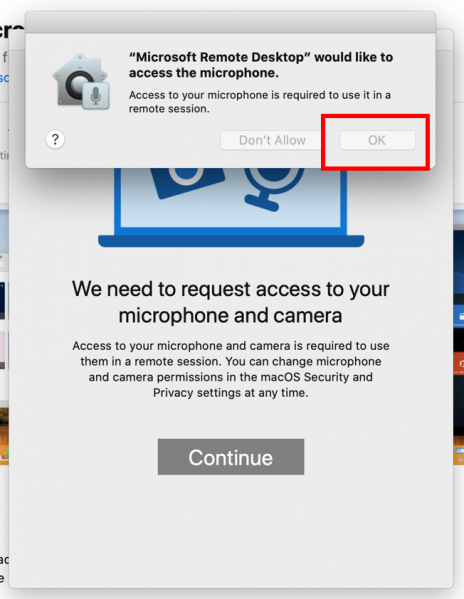 "Microsoft Remote Desktop" would like to
access the microphone.
Access to your microphone is required to use it in a
remote session.
?
Don't Allow
OK
We need to request access to your
microphone and camera
Access to your microphone and camera is required to use
them in a remote session. You can change microphone
and camera permissions in the macOS Security and
Privacy settings at any time.
Continue